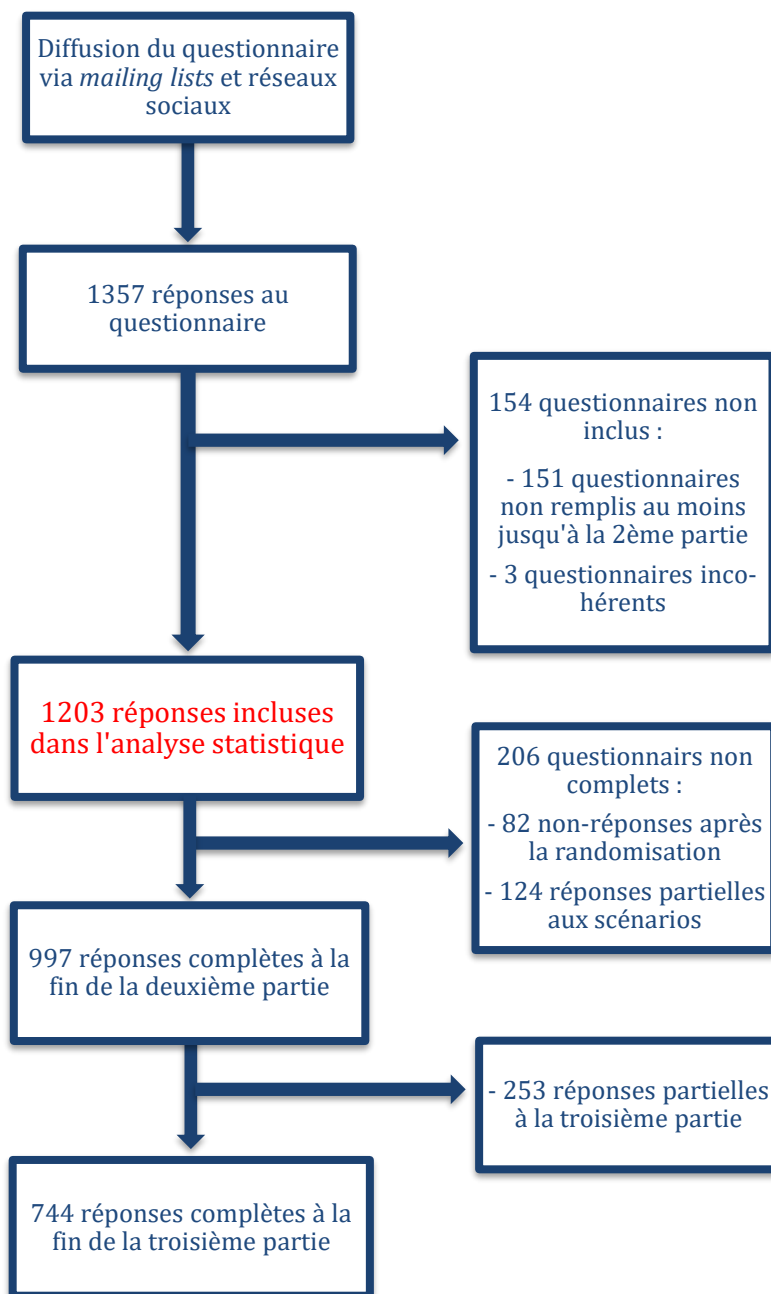 Diffusion du questionnaire
via mailing lists et réseaux
sociaux
1357 réponses au
questionnaire
154 questionnaires non
inclus :
- 151 questionnaires
non remplis au moins
jusqu'à la 2ème partie
- 3 questionnaires inco-
hérents
1203 réponses incluses
dans l'analyse statistique
206 questionnairs non
complets :
- 82 non-réponses après
la randomisation
- 124 réponses partielles
aux scénarios
997 réponses complètes à la
fin de la deuxième partie
- 253 réponses partielles
à la troisième partie
744 réponses complètes à la
fin de la troisième partie